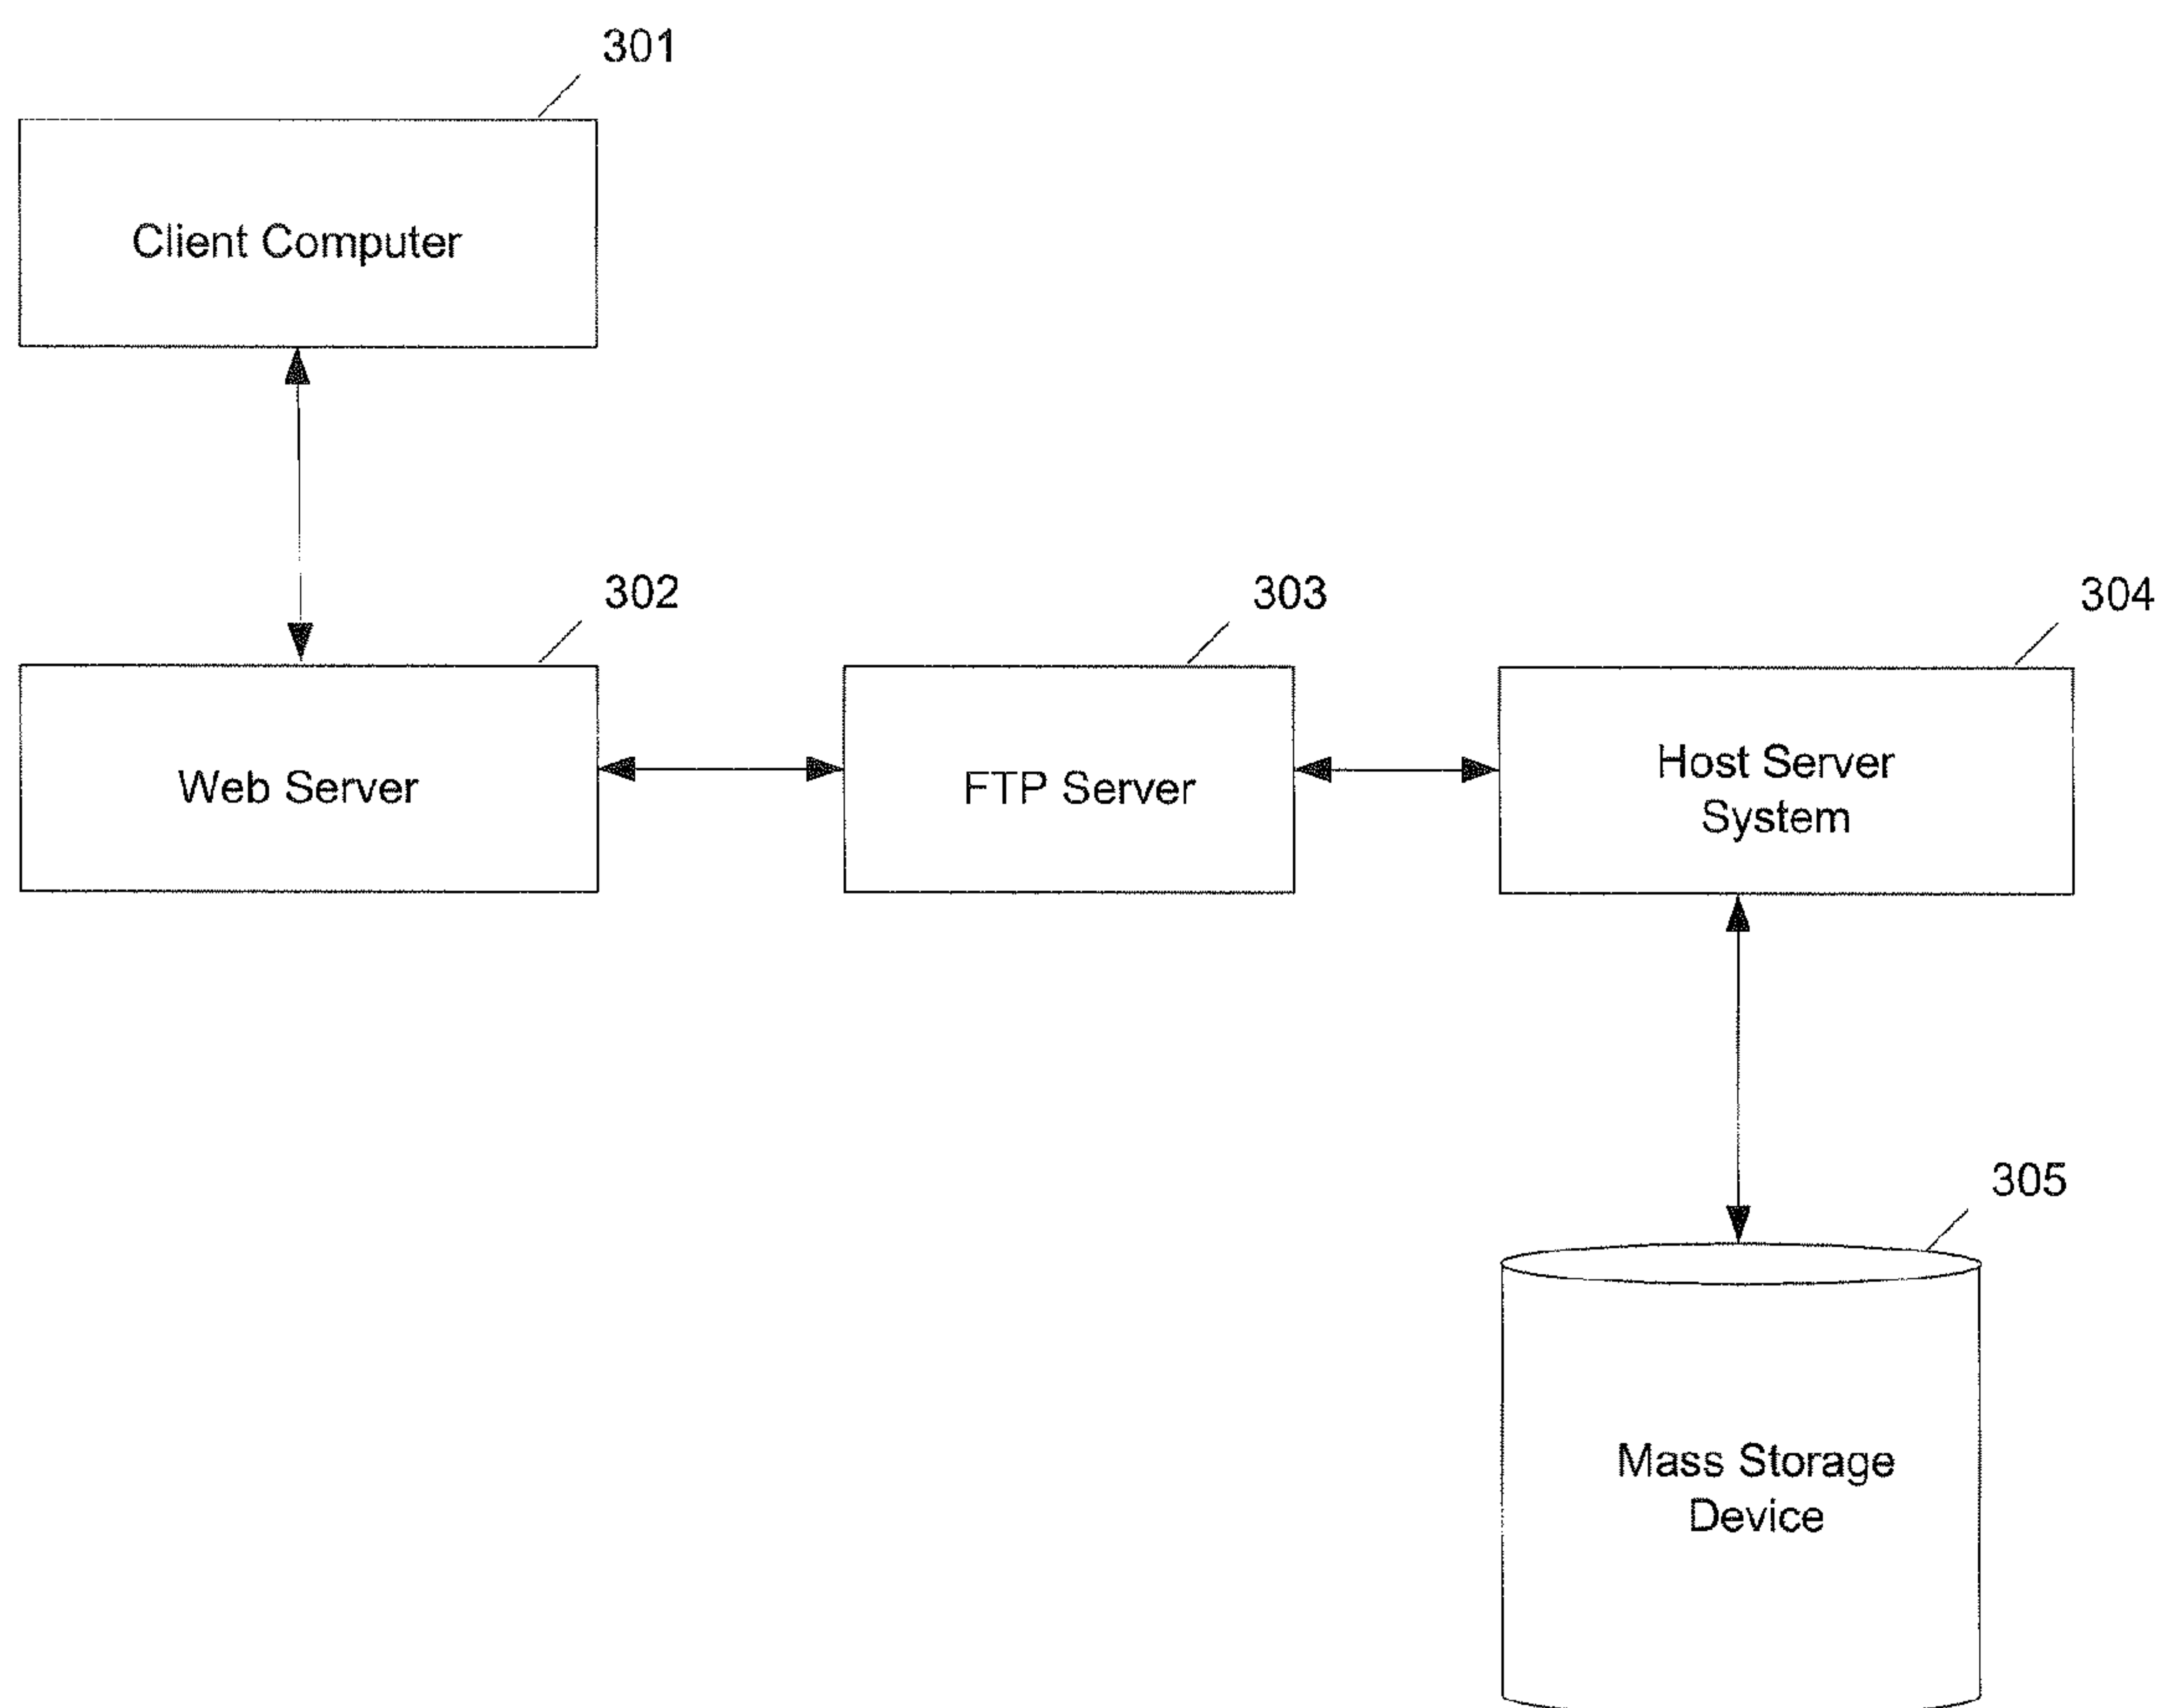 301
Client Computer
302
303
304
Web Server
FTP Server
Host Server
System
305
Mass Storage
Device